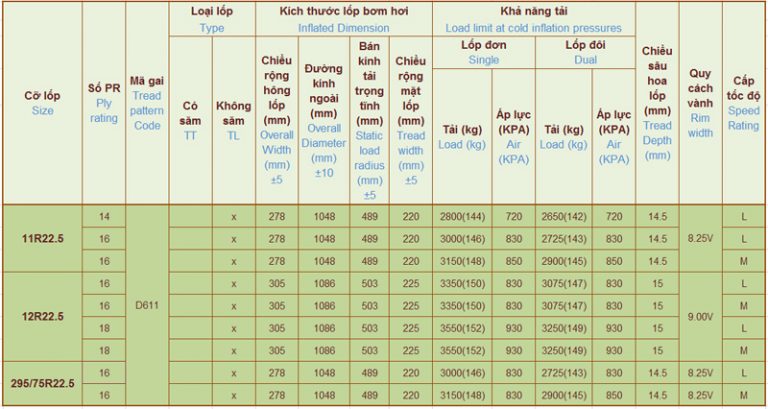 Cỡ lốp Size | Số PR Ply rating | Mã gai Tread pattern Code | Loại lốp Type | Kích thước lốp bơm hơi Inflated Dimension | Khả năng tải Load limit at cold inflation pressures | Chiều sâu hoa lốp (mm) Tread Depth (mm) | Quy cách vành Rim width | Cấp tốc độ Speed Rating
Lốp đơn Single | Lốp đôi Dual
Có săm TT | Không săm TL | Chiều rộng hông lốp (mm) Overall Width (mm) ±5 | Đường kính ngoài (mm) Overall Diameter (mm) ±10 | Bán kính tải trọng tĩnh (mm) Static load radius (mm) ±5 | Chiều rộng mặt lốp (mm) Tread width (mm) ±5 | Tải (kg) Load (kg) | Áp lực (KPA) Air (KPA) | Tải (kg) Load (kg) | Áp lực (KPA) Air (KPA)
11R22.5 | 14 | D611 | x | 278 | 1048 | 489 | 220 | 2800(144) | 720 | 2650(142) | 720 | 14.5 | 8.25V | L
16 | x | 278 | 1048 | 489 | 220 | 3000(146) | 830 | 2725(143) | 830 | 14.5 | L
16 | x | 278 | 1048 | 489 | 220 | 3150(148) | 850 | 2900(145) | 850 | 14.5 | M
12R22.5 | 16 | x | 305 | 1086 | 503 | 225 | 3350(150) | 830 | 3075(147) | 830 | 15 | 9.00V | L
16 | x | 305 | 1086 | 503 | 225 | 3350(150) | 830 | 3075(147) | 830 | 15 | M
18 | x | 305 | 1086 | 503 | 225 | 3550(152) | 930 | 3250(149) | 930 | 15 | L
18 | x | 305 | 1086 | 503 | 225 | 3550(152) | 930 | 3250(149) | 930 | 15 | M
295/75R22.5 | 16 | x | 278 | 1048 | 489 | 220 | 3000(146) | 830 | 2725(143) | 830 | 14.5 | 8.25V | L
16 | x | 278 | 1048 | 489 | 220 | 3150(148) | 850 | 2900(145) | 850 | 14.5 | 8.25V | M